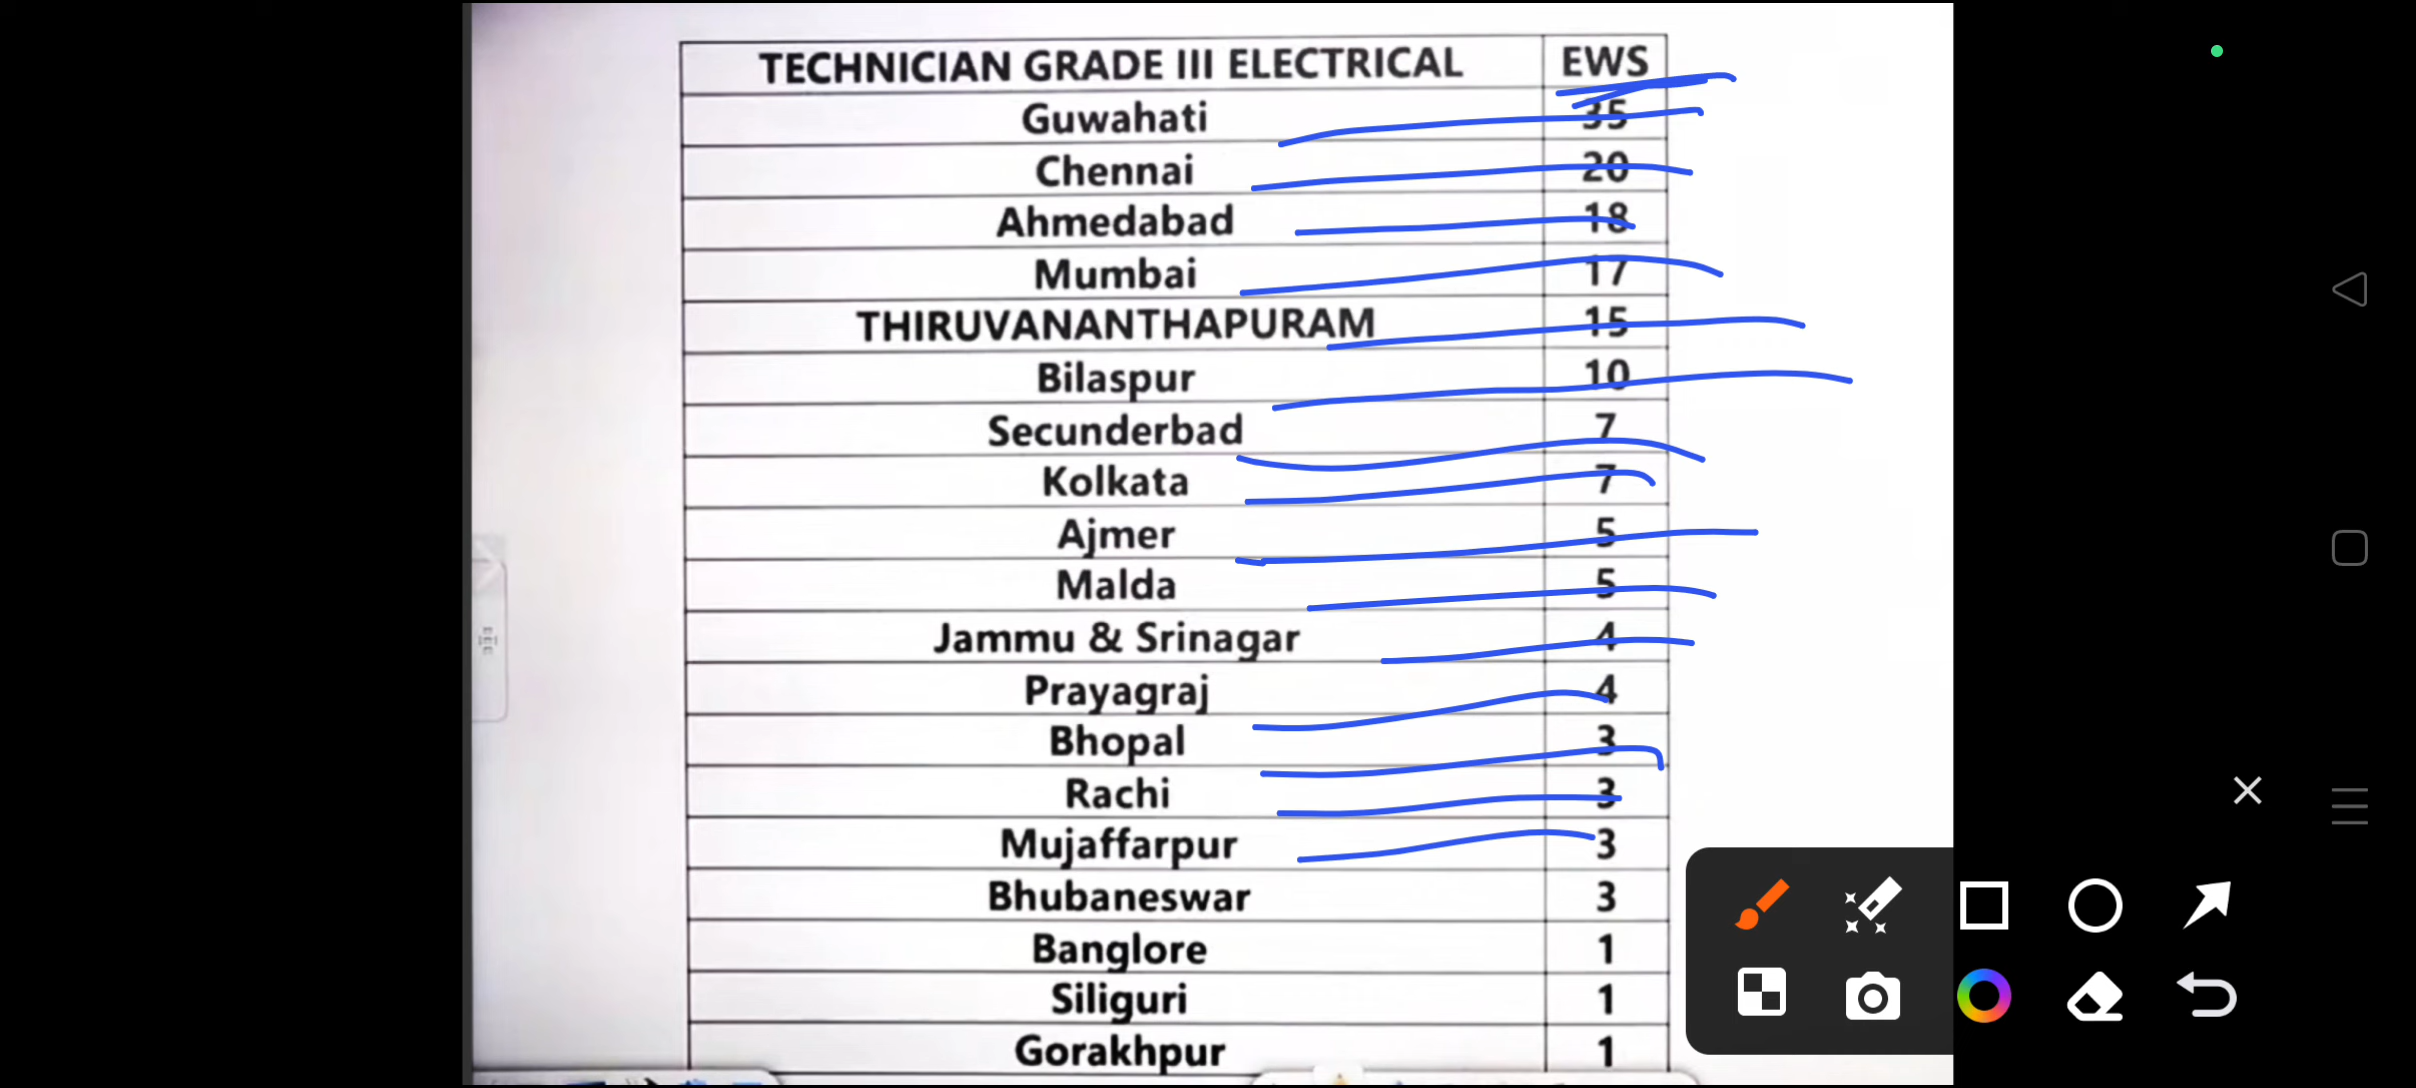 TECHNICIAN GRADE III ELECTRICAL EWS
Guwahati 35
Chennai 20
Ahmedabad 18
Mumbai 17
THIRUVANANTHAPURAM 15
Bilaspur 10
Secunderbad 7
Kolkata 7
Ajmer 5
Malda 5
Jammu & Srinagar 4
Prayagraj 4
Bhopal 3
Rachi 3
Mujaffarpur 3
Bhubaneswar 3
Banglore 1
Siliguri 1
Gorakhpur 1